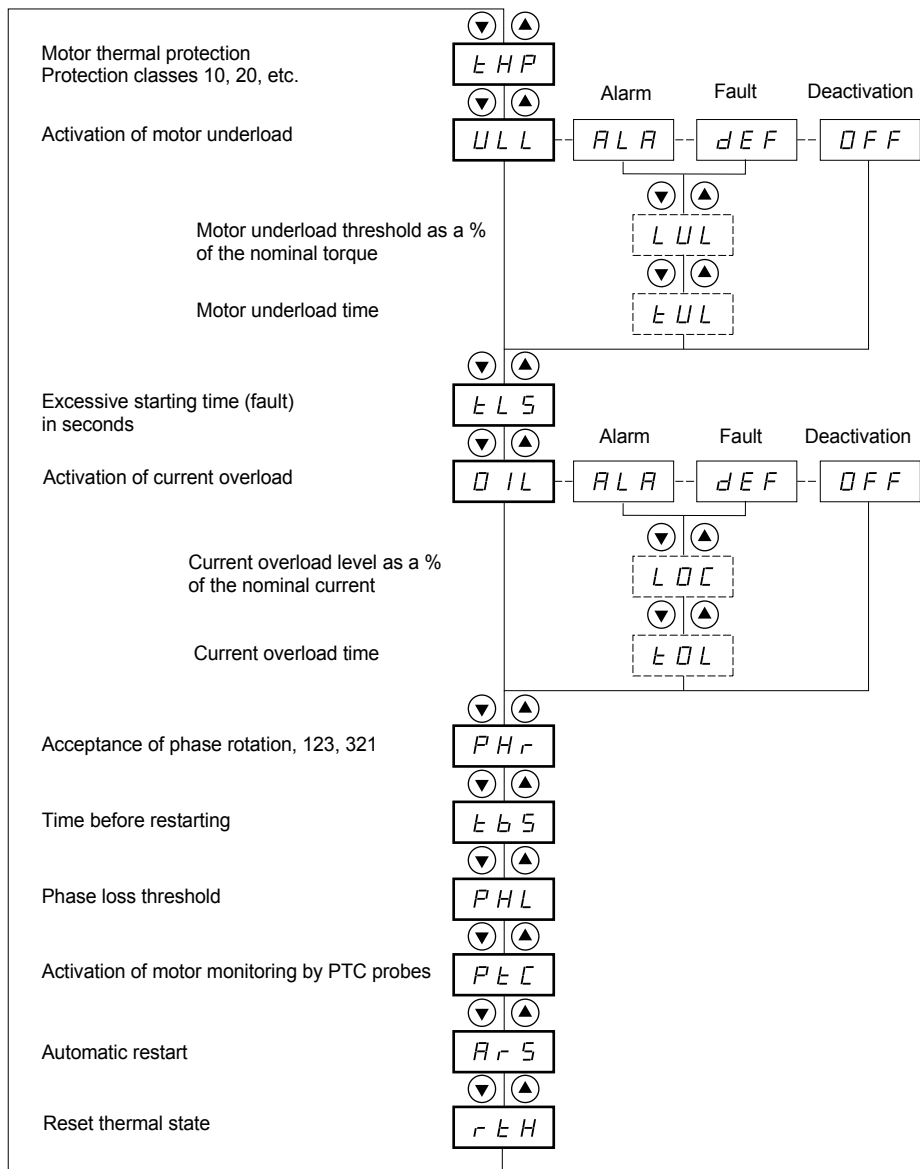 Motor thermal protection
Protection classes 10, 20, etc.
tHP
Alarm Fault Deactivation
Activation of motor underload
ULL ALA dEF OFF
Motor underload threshold as a %
of the nominal torque
LUL
Motor underload time
tUL
Excessive starting time (fault)
in seconds
tLS
Alarm Fault Deactivation
Activation of current overload
OIL ALA dEF OFF
Current overload level as a %
of the nominal current
LOC
Current overload time
tOL
Acceptance of phase rotation, 123, 321
PHr
Time before restarting
tbS
Phase loss threshold
PHL
Activation of motor monitoring by PTC probes
PtC
Automatic restart
ArS
Reset thermal state
rtH